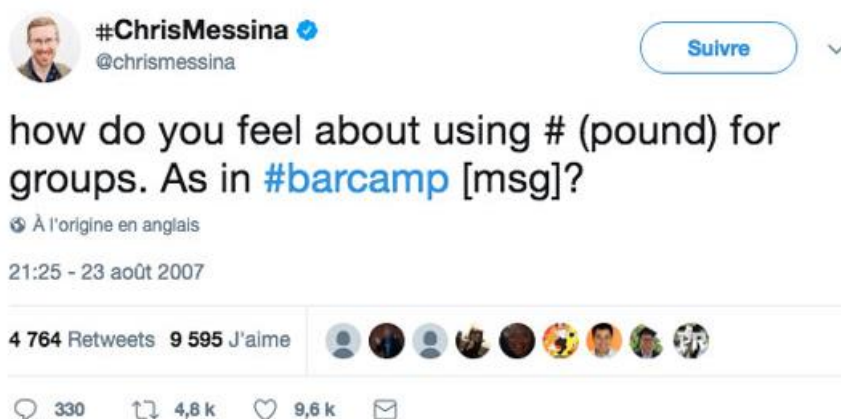 #ChrisMessina
@chrismessina
Suivre
how do you feel about using # (pound) for
groups. As in #barcamp [msg]?
À l'origine en anglais
21:25 - 23 août 2007
4 764 Retweets 9 595 J'aime
330 4,8 k 9,6 k